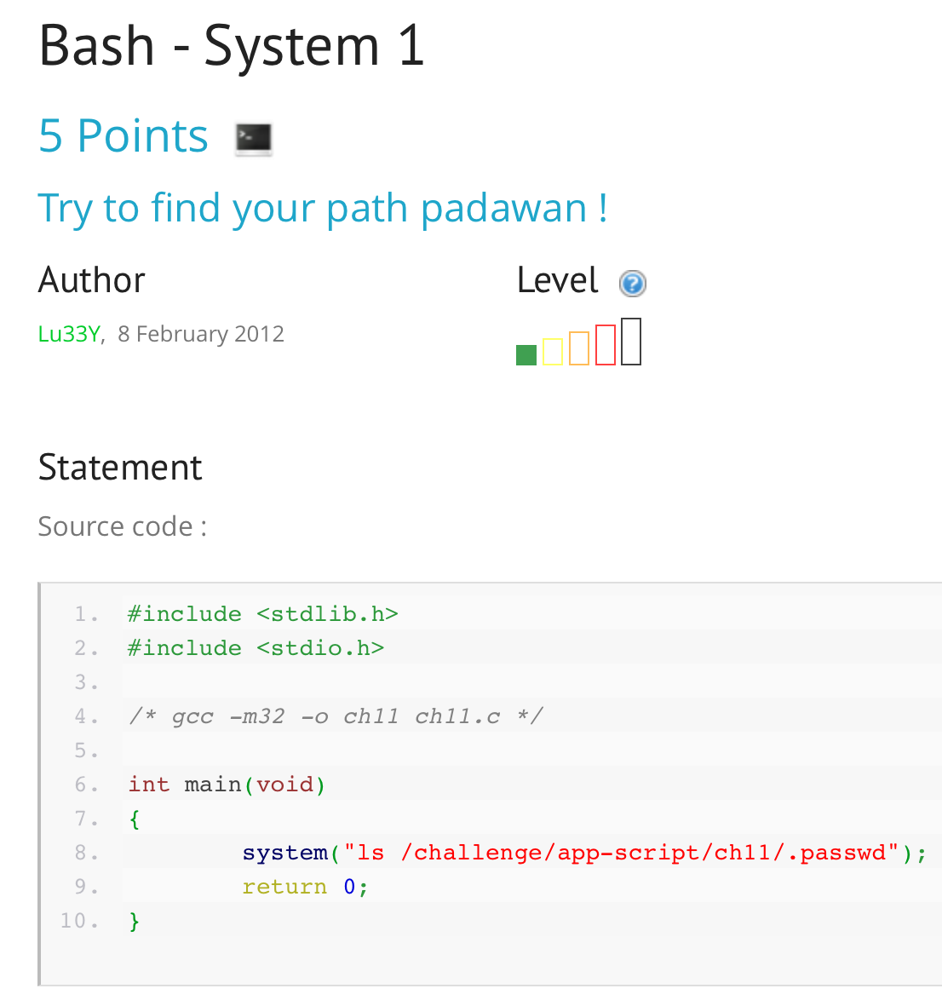 Bash - System 1
5 Points
Try to find your path padawan !
Author
Level
Lu33Y, 8 February 2012
Statement
Source code :
1. #include <stdlib.h>
2. #include <stdio.h>
3.
4. /* gcc -m32 -o ch11 ch11.c */
5.
6. int main(void)
7. {
8. system("ls /challenge/app-script/ch11/.passwd");
9. return 0;
10. }